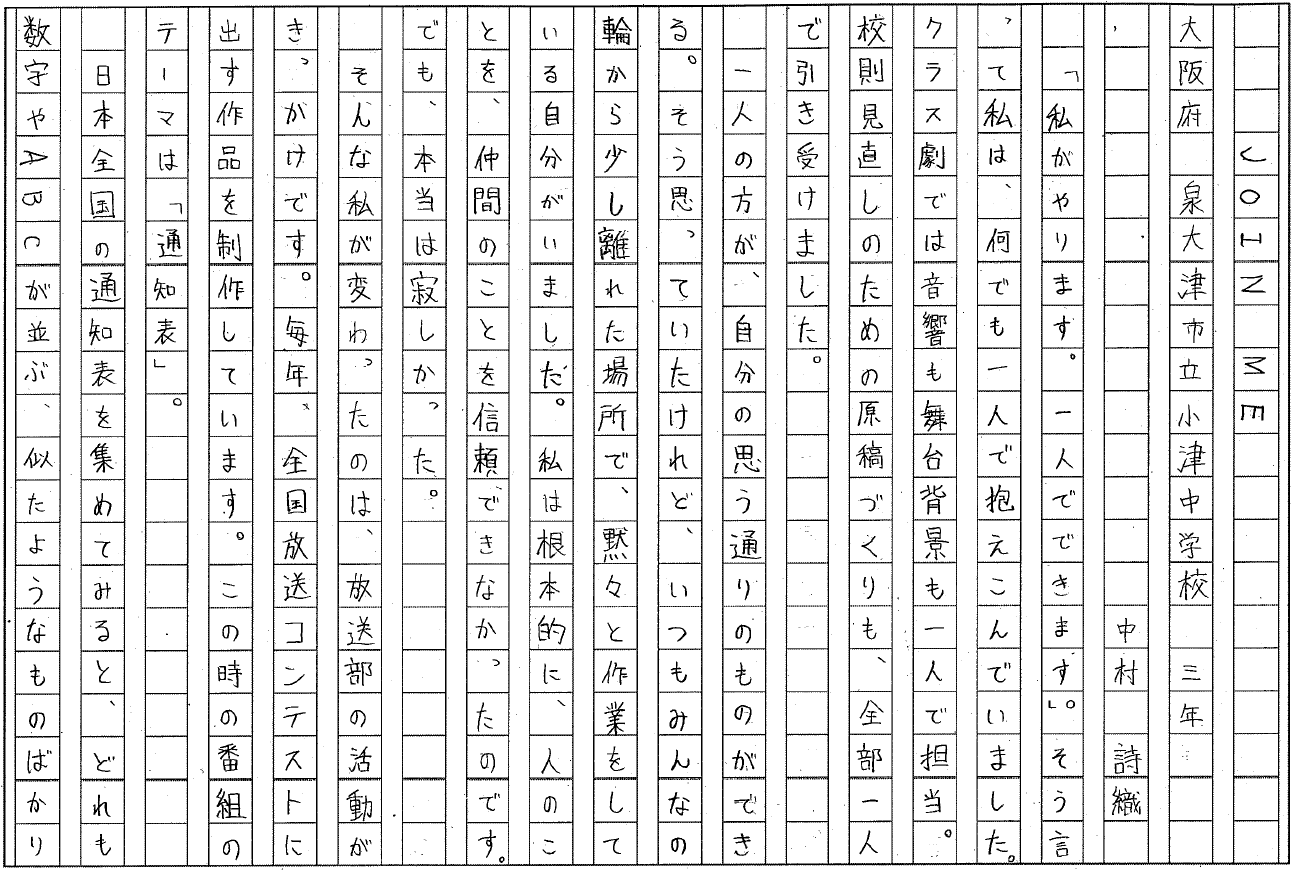 JOIN ME
大阪府 泉大津市立小津中学校 三年
中村 詩織
「私がやります。一人でできます」。そう言
って私は、何でも一人で抱えこんでいました。
クラス劇では音響も舞台背景も一人で担当。
校則見直しのための原稿づくりも、全部一人
で引き受けました。
一人の方が、自分の思う通りのものができ
る。そう思っていたけれど、いつもみんなの
輪から少し離れた場所で、黙々と作業をして
いる自分がいました。私は根本的に、人のこ
とを、仲間のことを信頼できなかったのです。
でも、本当は寂しかった。
そんな私が変わったのは、放送部の活動が
きっかけです。毎年、全国放送コンテストに
出す作品を制作しています。この時の番組の
テーマは「通知表」。
日本全国の通知表を集めてみると、どれも
数字やABCが並ぶ、似たようなものばかり